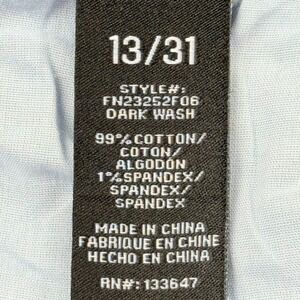 13/31
STYLE#:
FN23252F06
DARK WASH
99% COTTON/
COTON/
ALGODÓN
1% SPANDEX/
SPANDEX/
SPANDEX
MADE IN CHINA
FABRIQUE EN CHINE
HECHO EN CHINA
RN#: 133647